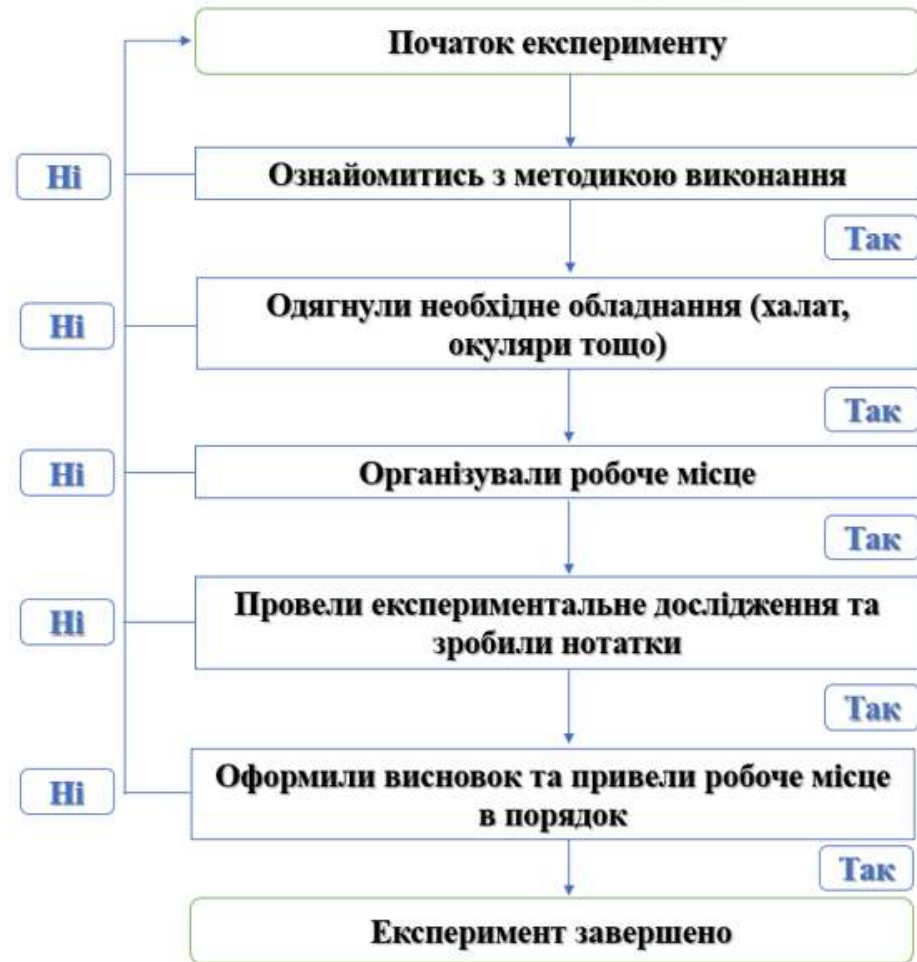 Початок експерименту
Ні
Ознайомитись з методикою виконання
Так
Ні
Одягнули необхідне обладнання (халат,
окуляри тощо)
Так
Ні
Організували робоче місце
Так
Ні
Провели експериментальне дослідження та
зробили нотатки
Так
Ні
Оформили висновок та привели робоче місце
в порядок
Так
Експеримент завершено